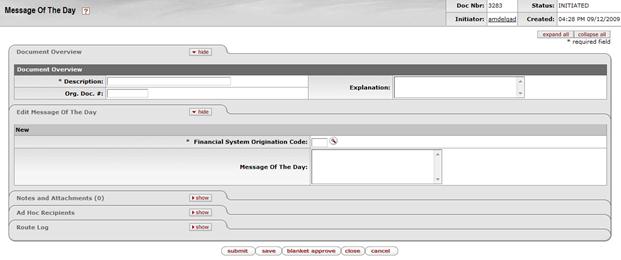 Message Of The Day ?
Doc Nbr: 3283 Status: INITIATED
Initiator: amdelgad Created: 04:28 PM 09/12/2009
expand all collapse all
* required field
Document Overview hide
Document Overview
* Description: Explanation:
Org. Doc. #:
Edit Message Of The Day hide
New
* Financial System Origination Code:
Message Of The Day:
Notes and Attachments (0) show
Ad Hoc Recipients show
Route Log show
submit save blanket approve close cancel